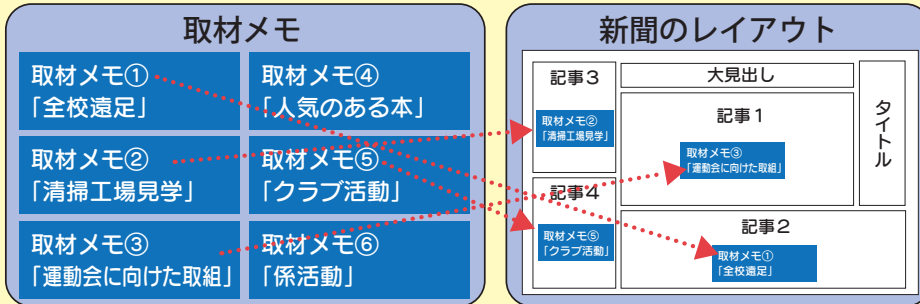 取材メモ
取材メモ①
「全校遠足」
取材メモ④
「人気のある本」
取材メモ②
「清掃工場見学」
取材メモ⑤
「クラブ活動」
取材メモ③
「運動会に向けた取組」
取材メモ⑥
「係活動」
新聞のレイアウト
記事3
取材メモ②
「清掃工場見学」
大見出し
タイトル
記事1
取材メモ③
「運動会に向けた取組」
記事4
取材メモ⑤
「クラブ活動」
記事2
取材メモ①
「全校遠足」